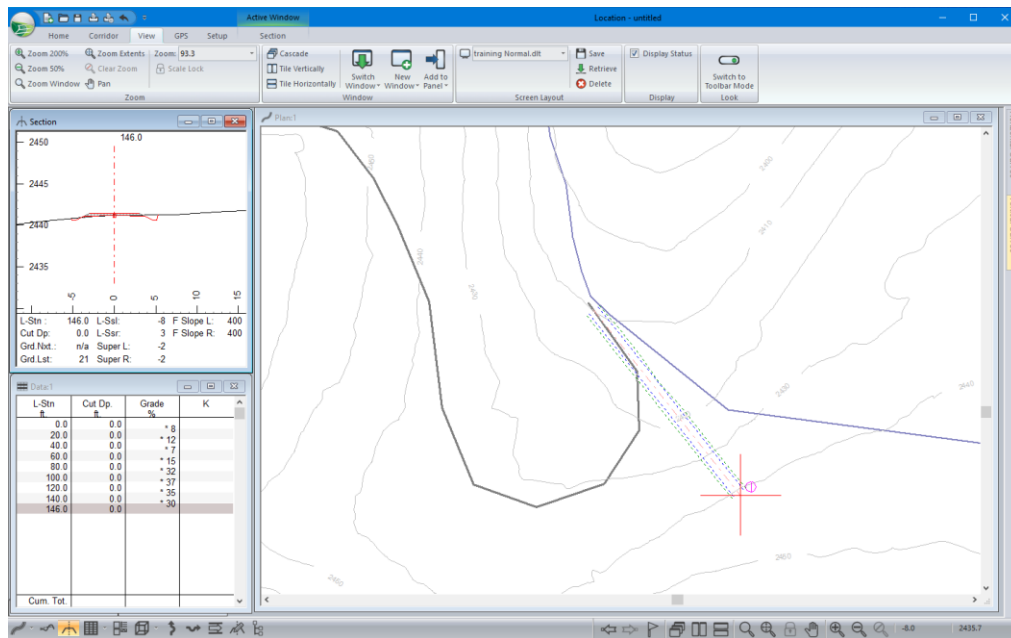 Active Window
Location - untitled
Home Corridor View GPS Setup Section
Zoom 200% Zoom Extents Zoom: 93.3
Zoom 50% Clear Zoom Scale Lock
Zoom Window Pan
Zoom
Cascade
Tile Vertically
Tile Horizontally
Switch Window
New Window
Add to Panel
Window
training Normal.dlt
Save
Retrieve
Delete
Screen Layout
Display Status
Display
Switch to Toolbar Mode
Look
Section
146.0
2450
2445
2440
2435
-5 0 5 10 15
L-Stn : 146.0 L-Ssl: -8 F Slope L: 400
Cut Dp: 0.0 L-Ssr: 3 F Slope R: 400
Grd.Nxt.: n/a Super L: -2
Grd.Lst: 21 Super R: -2
Data:1
L-Stn Cut Dp. Grade K
ft. ft. %
0.0 0.0
* 8
20.0 0.0
* 12
40.0 0.0
* 7
60.0 0.0
* 15
80.0 0.0
* 32
100.0 0.0
* 37
120.0 0.0
* 35
140.0 0.0
* 30
146.0 0.0
Cum. Tot.
Plan:1
2400
2410
2440
2430
2440
2450
-8.0 2435.7